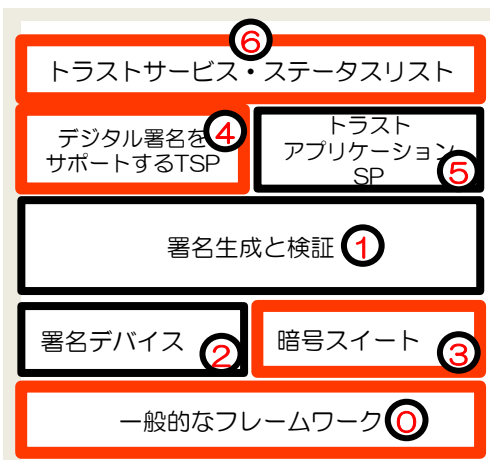 ⑥
トラストサービス・ステータスリスト
デジタル署名を ④
サポートするTSP
トラスト
アプリケーション
SP ⑤
署名生成と検証 ①
署名デバイス ②
暗号スイート ③
一般的なフレームワーク ⓪